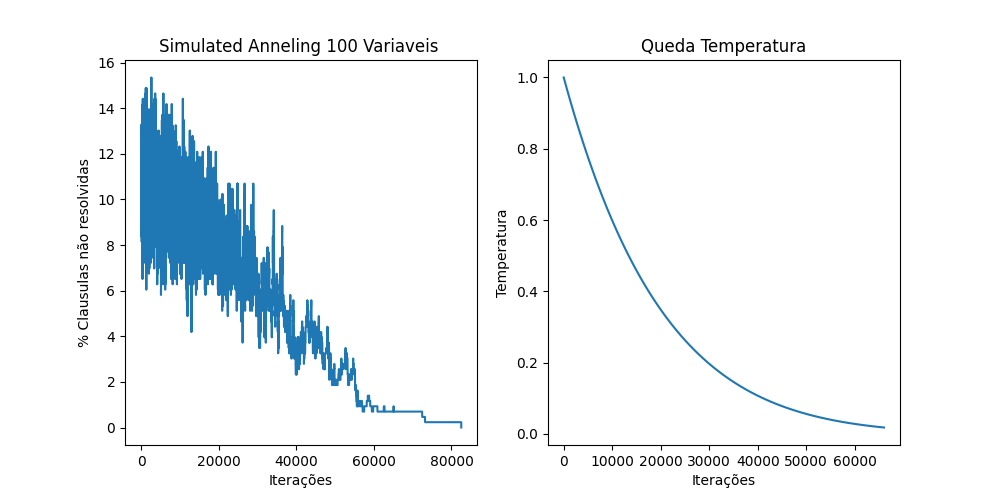 Simulated Anneling 100 Variaveis
% Clausulas não resolvidas
16
14
12
10
8
6
4
2
0
0 20000 40000 60000 80000
Iterações
Queda Temperatura
Temperatura
1.0
0.8
0.6
0.4
0.2
0.0
0 10000 20000 30000 40000 50000 60000
Iterações